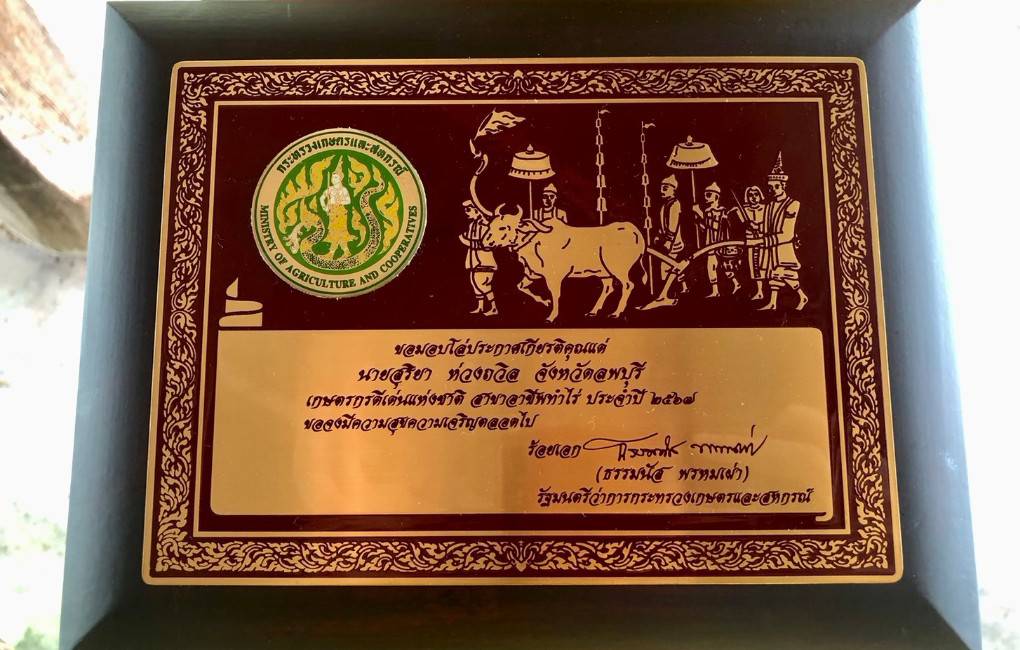 กระทรวงเกษตรและสหกรณ์
MINISTRY OF AGRICULTURE AND COOPERATIVES
ขอมอบโล่ประกาศเกียรติคุณแด่
นายสุริยา ห่วงถวิล จังหวัดลพบุรี
เกษตรกรดีเด่นแห่งชาติ สาขาอาชีพทำไร่ ประจำปี ๒๕๖๗
ขอจงมีความสุขความเจริญตลอดไป
ร้อยเอก
(ธรรมนัส พรหมเผ่า)
รัฐมนตรีว่าการกระทรวงเกษตรและสหกรณ์